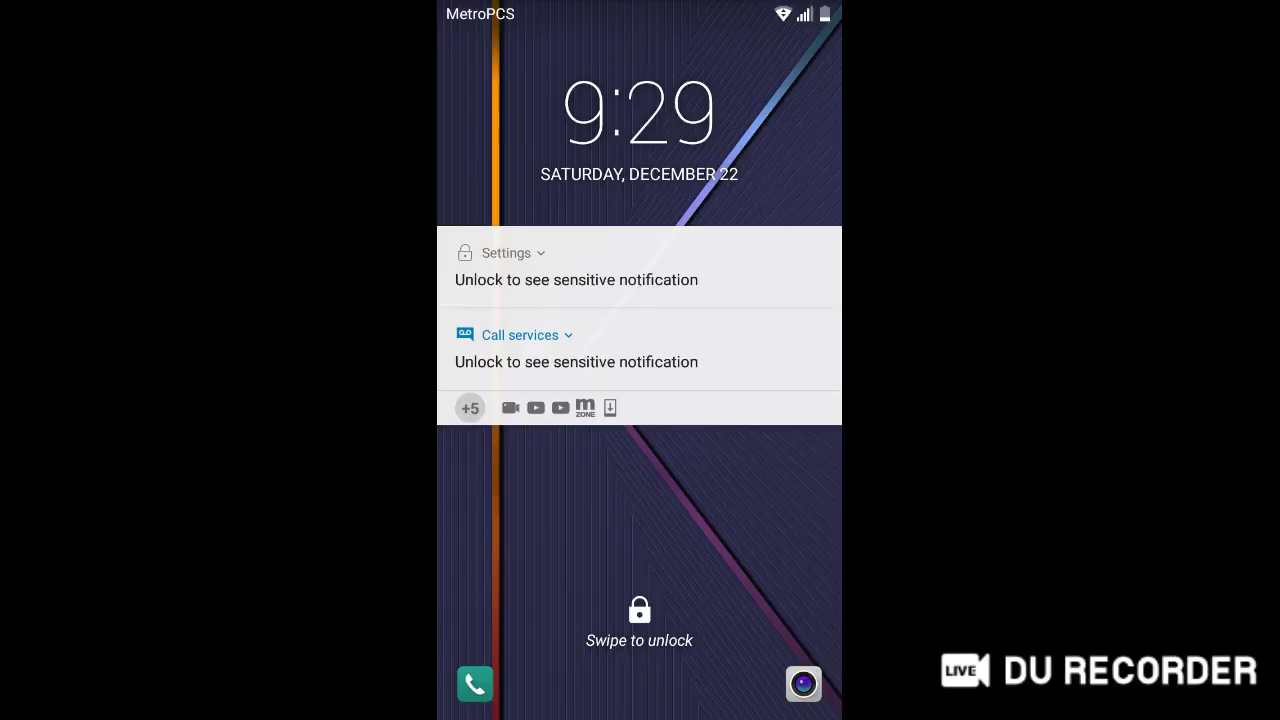 MetroPCS
9:29
SATURDAY, DECEMBER 22
Settings
Unlock to see sensitive notification
Call services
Unlock to see sensitive notification
+5
m
ZONE
Swipe to unlock
LIVE DU RECORDER